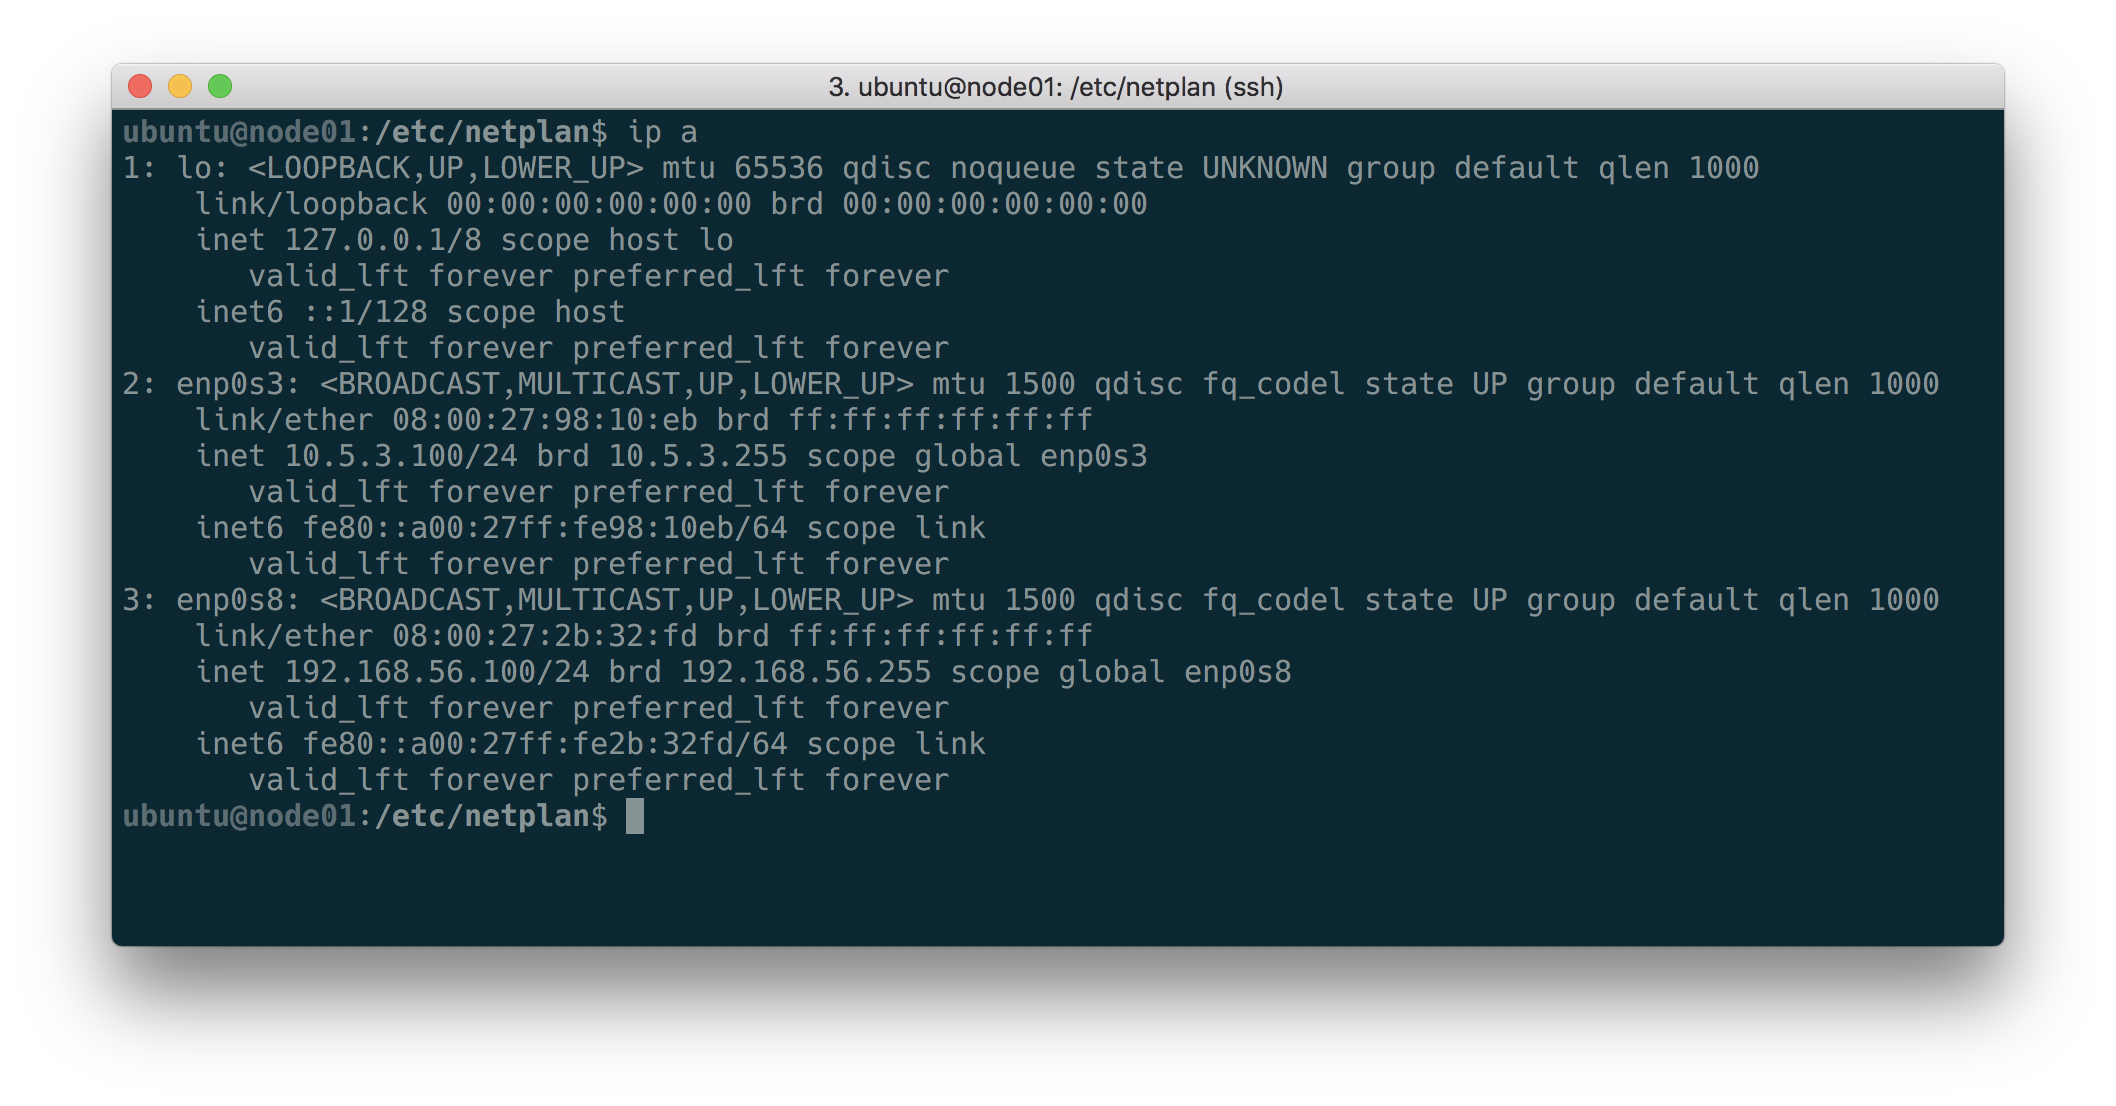 3. ubuntu@node01: /etc/netplan (ssh)
ubuntu@node01:/etc/netplan$ ip a
1: lo: <LOOPBACK,UP,LOWER_UP> mtu 65536 qdisc noqueue state UNKNOWN group default qlen 1000
    link/loopback 00:00:00:00:00:00 brd 00:00:00:00:00:00
    inet 127.0.0.1/8 scope host lo
       valid_lft forever preferred_lft forever
    inet6 ::1/128 scope host
       valid_lft forever preferred_lft forever
2: enp0s3: <BROADCAST,MULTICAST,UP,LOWER_UP> mtu 1500 qdisc fq_codel state UP group default qlen 1000
    link/ether 08:00:27:98:10:eb brd ff:ff:ff:ff:ff:ff
    inet 10.5.3.100/24 brd 10.5.3.255 scope global enp0s3
       valid_lft forever preferred_lft forever
    inet6 fe80::a00:27ff:fe98:10eb/64 scope link
       valid_lft forever preferred_lft forever
3: enp0s8: <BROADCAST,MULTICAST,UP,LOWER_UP> mtu 1500 qdisc fq_codel state UP group default qlen 1000
    link/ether 08:00:27:2b:32:fd brd ff:ff:ff:ff:ff:ff
    inet 192.168.56.100/24 brd 192.168.56.255 scope global enp0s8
       valid_lft forever preferred_lft forever
    inet6 fe80::a00:27ff:fe2b:32fd/64 scope link
       valid_lft forever preferred_lft forever
ubuntu@node01:/etc/netplan$